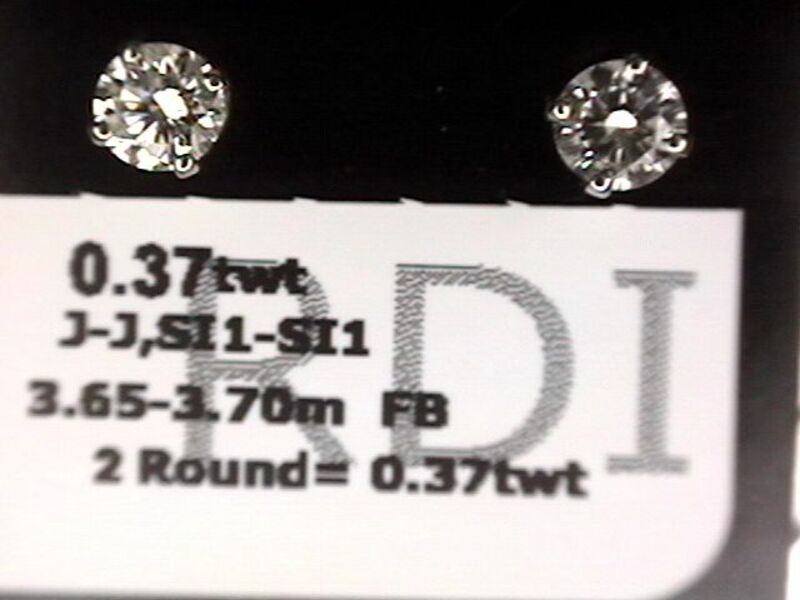 0.37twt
J-J,SI1-SI1
3.65-3.70m FB
2 Round= 0.37twt
RDI